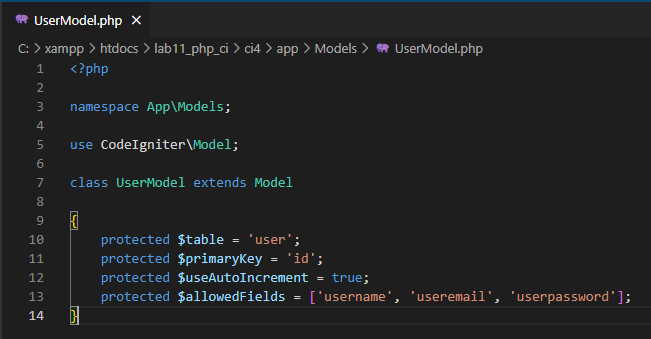 UserModel.php ×
C: > xampp > htdocs > lab11_php_ci > ci4 > app > Models > UserModel.php
1 <?php
2
3 namespace App\Models;
4
5 use CodeIgniter\Model;
6
7 class UserModel extends Model
8
9 {
10     protected $table = 'user';
11     protected $primaryKey = 'id';
12     protected $useAutoIncrement = true;
13     protected $allowedFields = ['username', 'useremail', 'userpassword'];
14 }